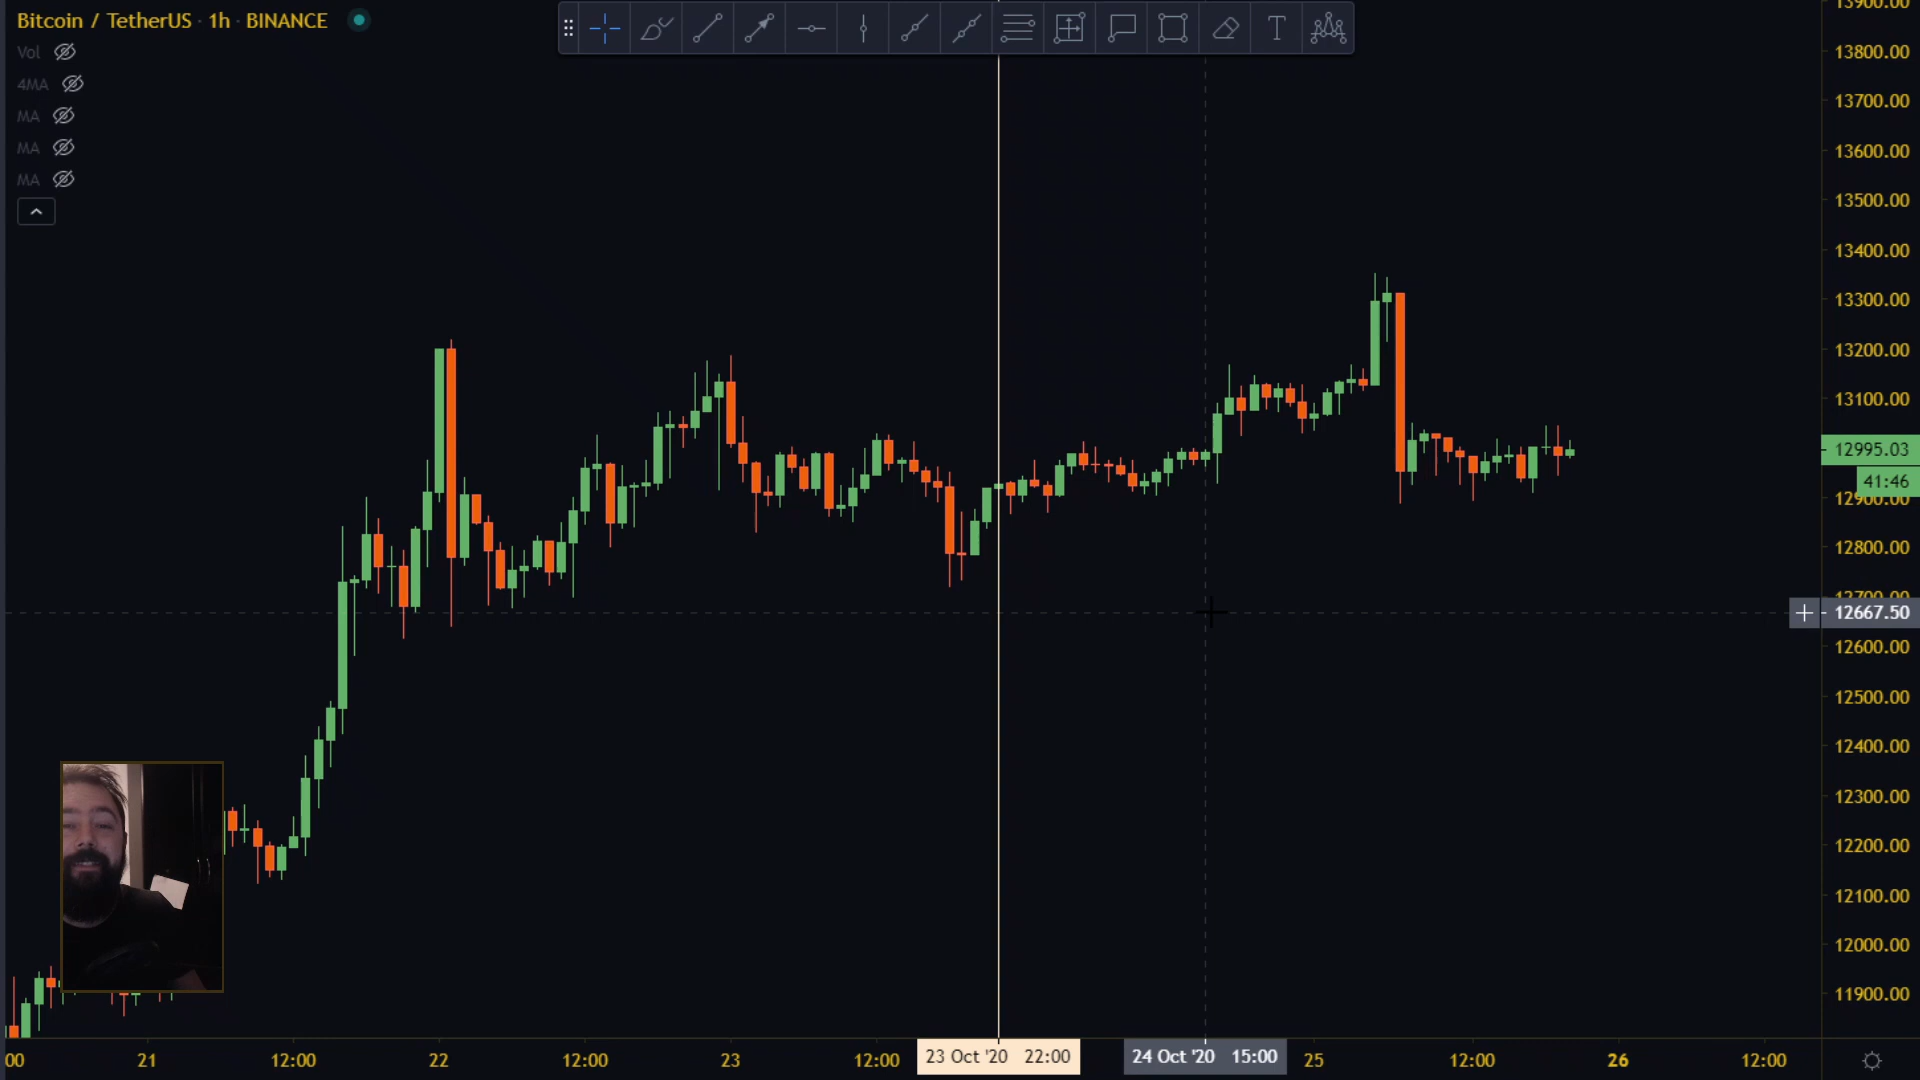 Bitcoin / TetherUS · 1h · BINANCE
Vol
4MA
MA
MA
MA
T
13900.00
13800.00
13700.00
13600.00
13500.00
13400.00
13300.00
13200.00
13100.00
12995.03
41:46
12900.00
12800.00
12700.00
12667.50
12600.00
12500.00
12400.00
12300.00
12200.00
12100.00
12000.00
11900.00
:00 21 12:00 22 12:00 23 12:00 23 Oct '20 22:00 24 Oct '20 15:00 25 12:00 26 12:00